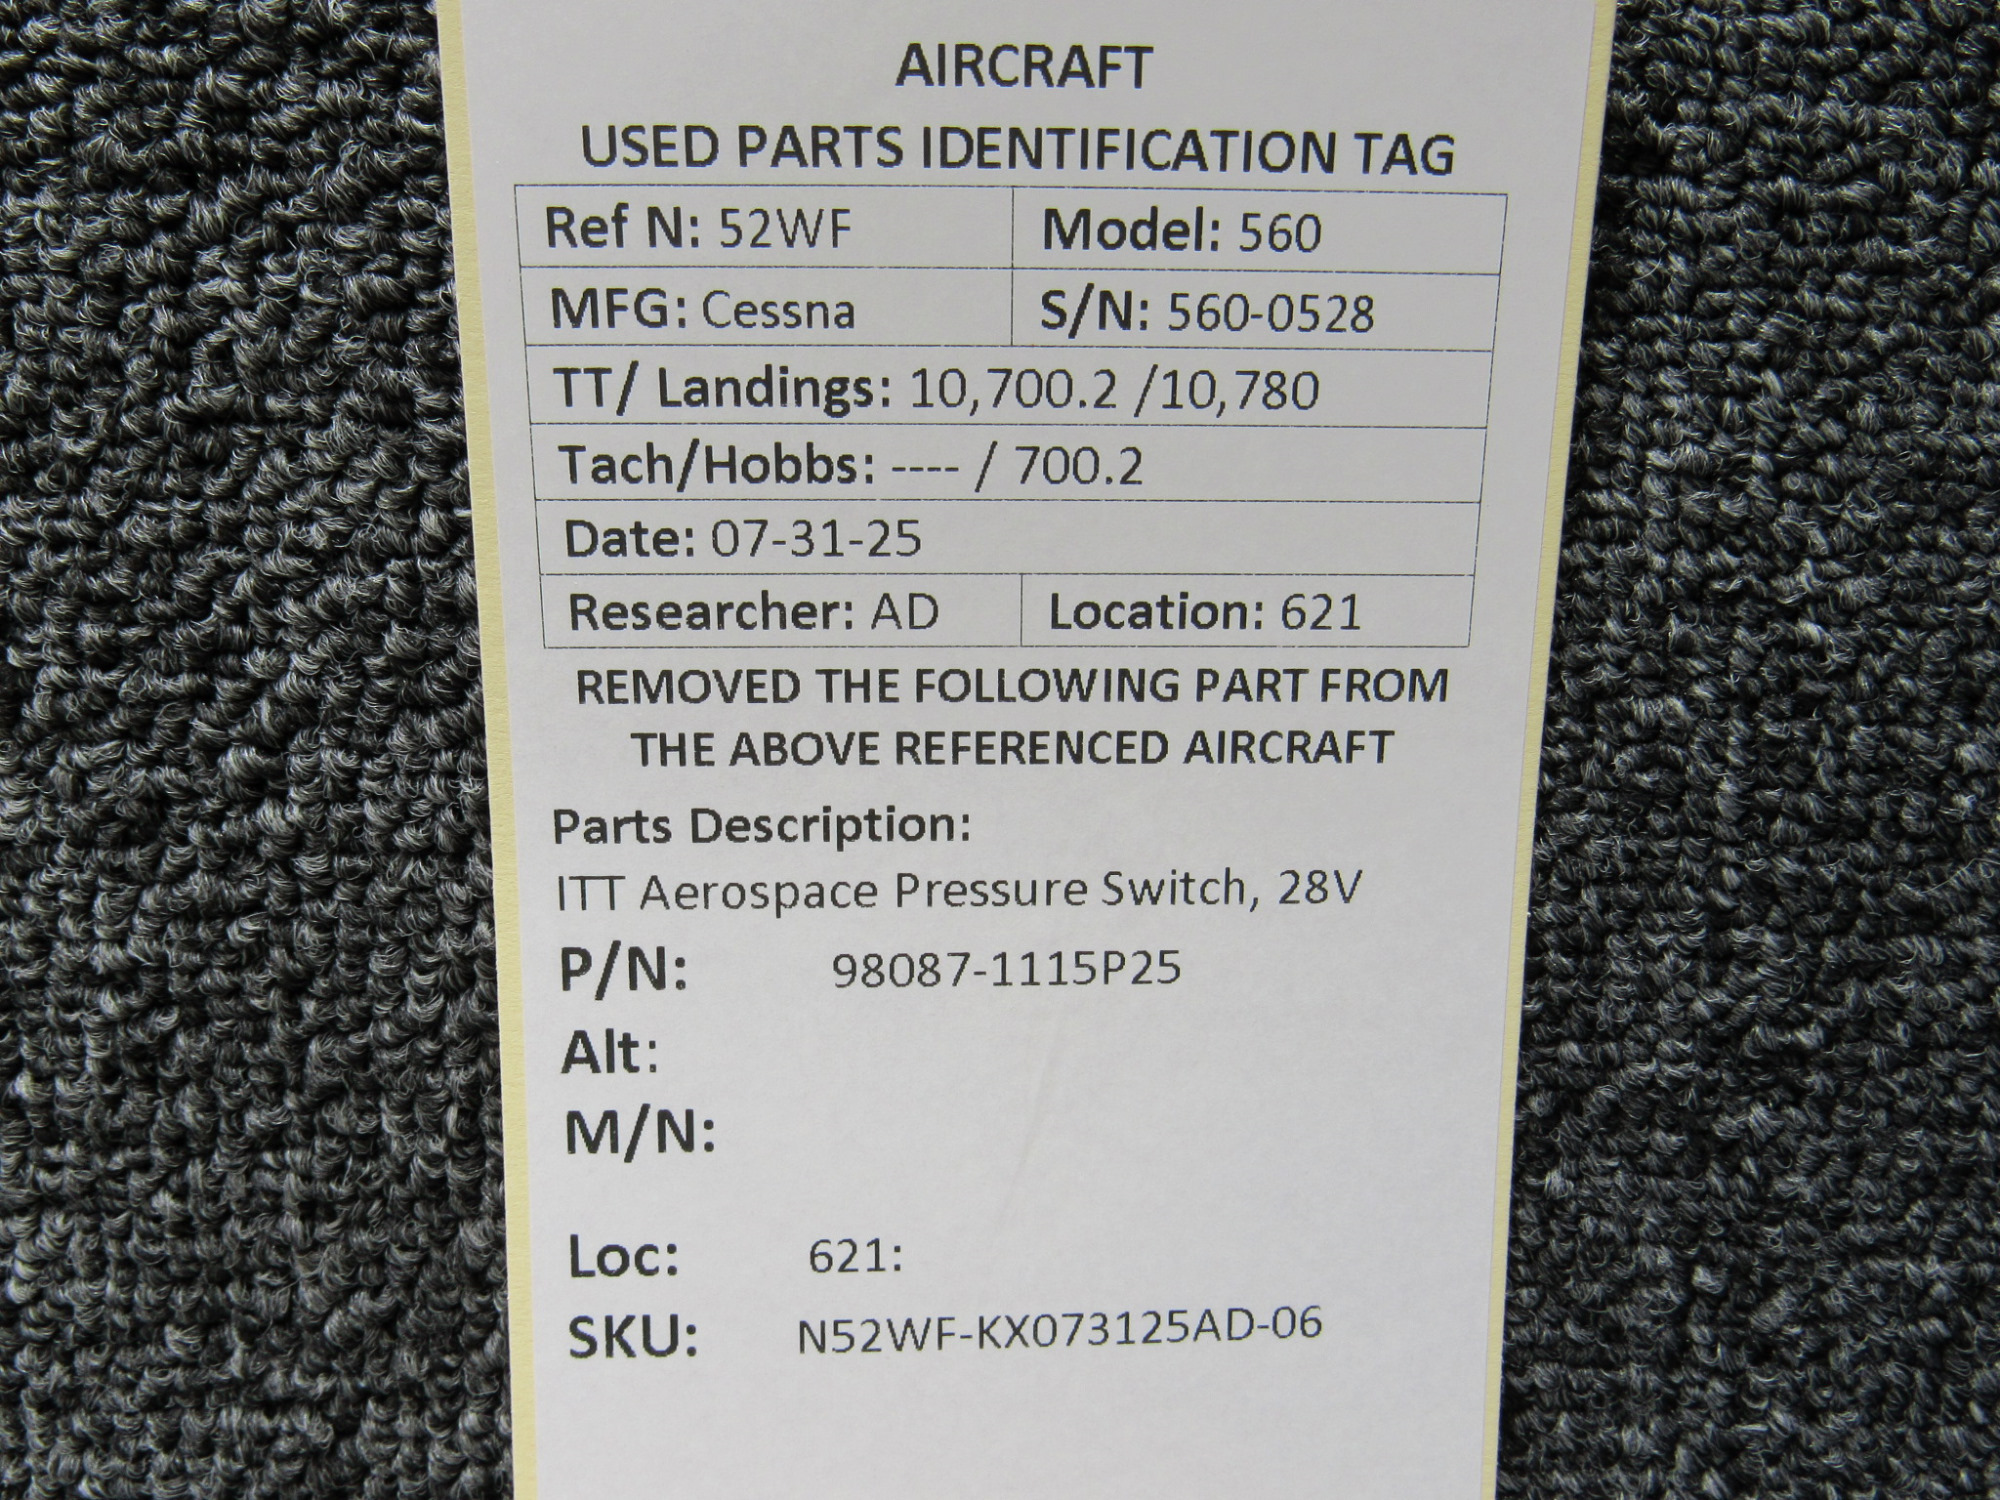 AIRCRAFT
USED PARTS IDENTIFICATION TAG
Ref N: 52WF Model: 560
MFG: Cessna S/N: 560-0528
TT/ Landings: 10,700.2 /10,780
Tach/Hobbs: ---- / 700.2
Date: 07-31-25
Researcher: AD Location: 621
REMOVED THE FOLLOWING PART FROM
THE ABOVE REFERENCED AIRCRAFT
Parts Description:
ITT Aerospace Pressure Switch, 28V
P/N: 98087-1115P25
Alt:
M/N:
Loc: 621:
SKU: N52WF-KX073125AD-06